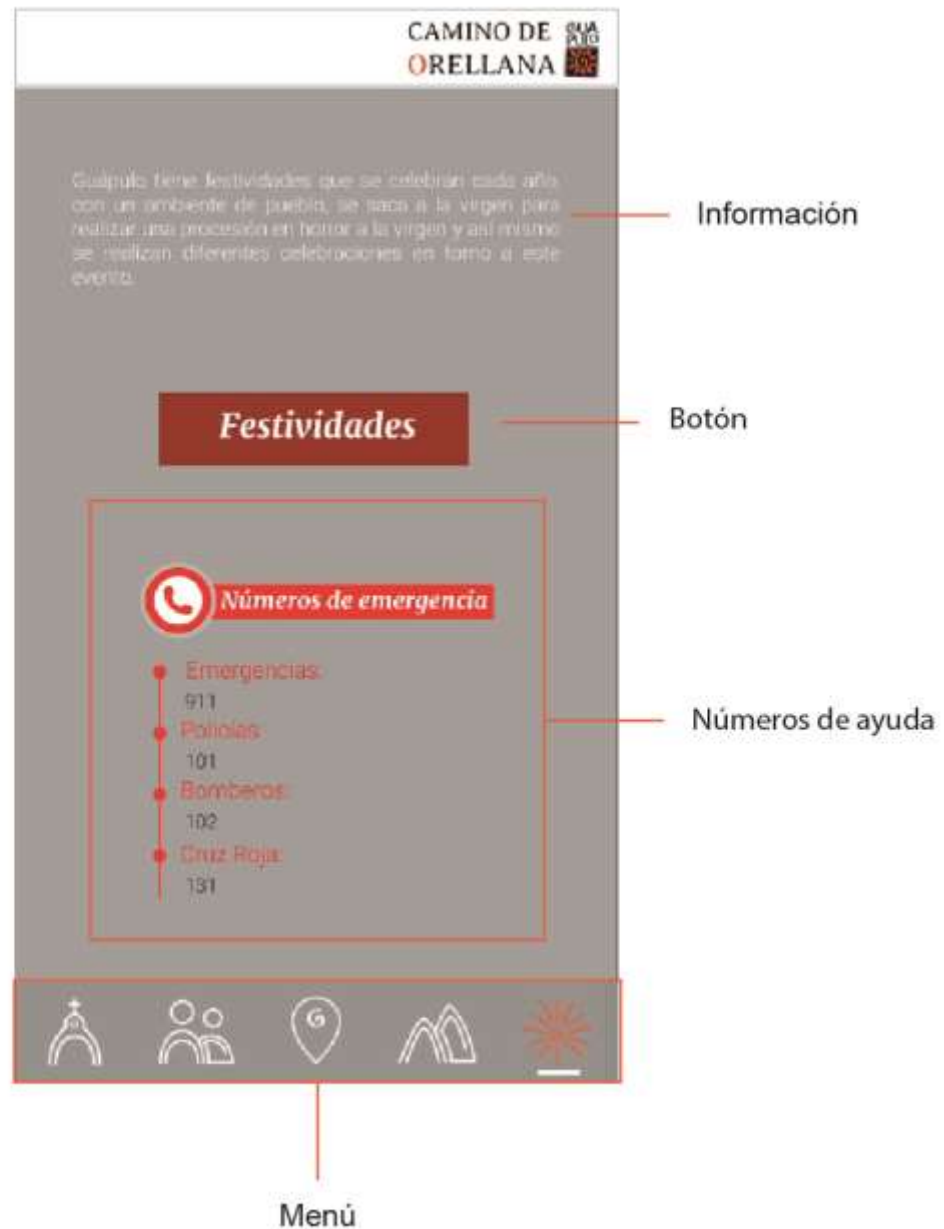 CAMINO DE
ORELLANA
GUÁ
PULO
Guápulo tiene festividades que se celebran cada año,
con un ambiente de pueblo, se saca a la virgen para
realizar una procesión en honor a la virgen y así mismo
se realizan diferentes celebraciones en torno a este
evento.
Información
Festividades
Botón
Números de emergencia
Emergencias:
911
Policías:
101
Números de ayuda
Bomberos:
102
Cruz Roja:
131
G
Menú